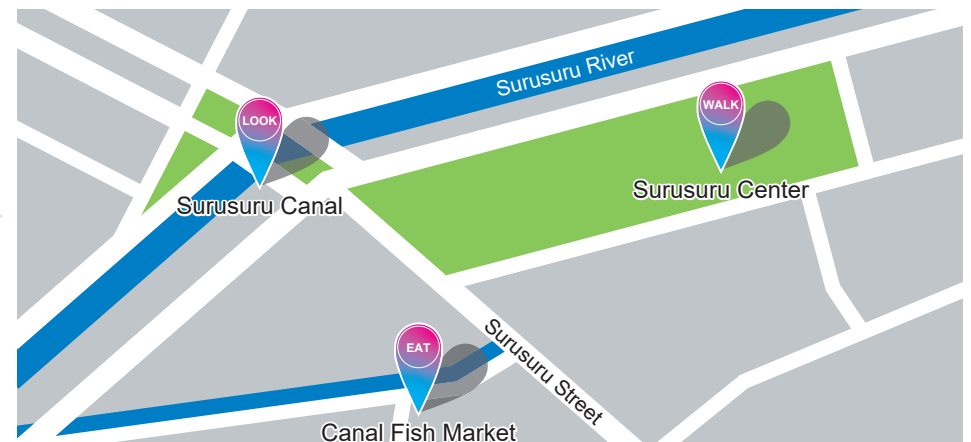 Surusuru River
LOOK
WALK
Surusuru Canal
Surusuru Center
EAT
Surusuru Street
Canal Fish Market